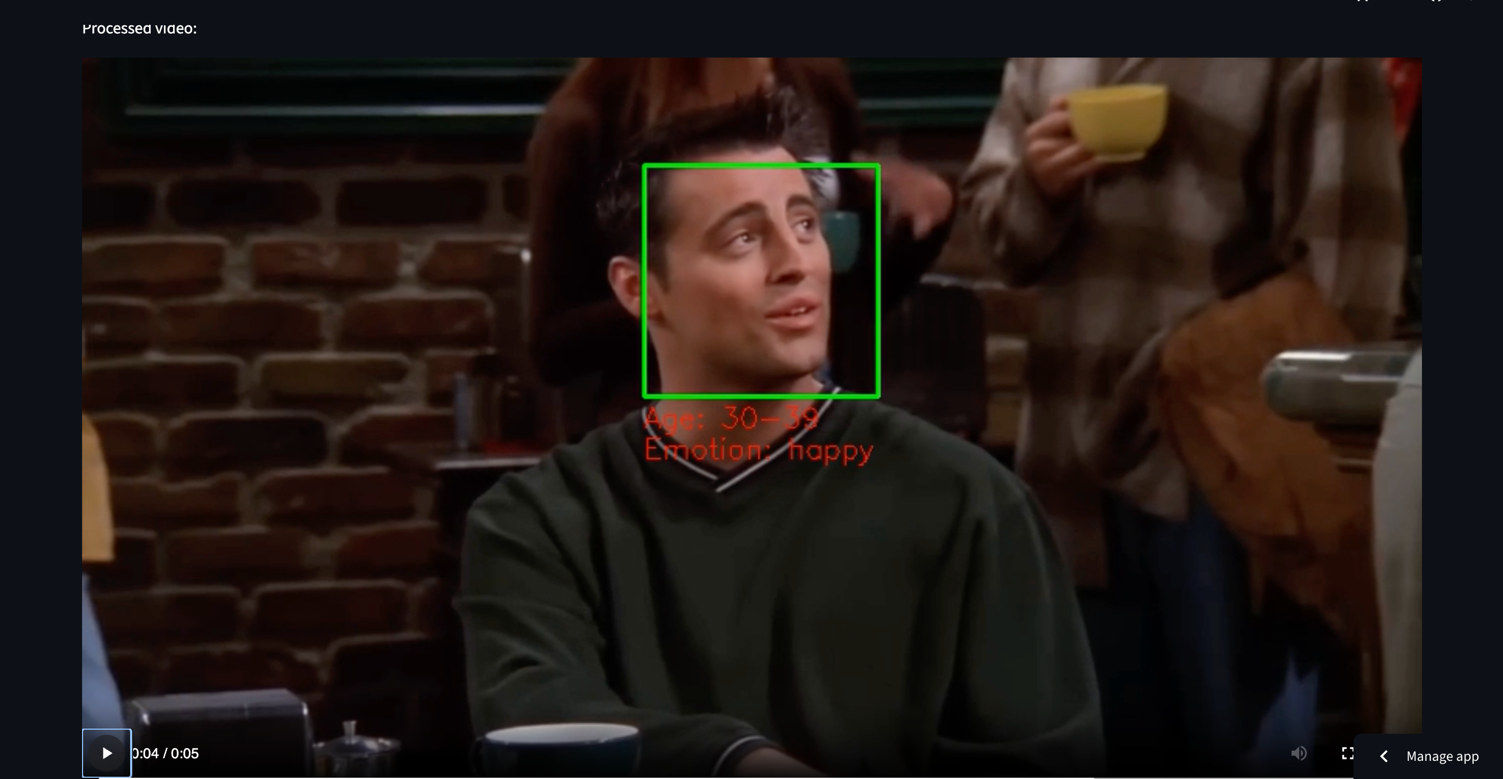 Processed video:
Age: 30-39
Emotion: happy
0:04 / 0:05
Manage app